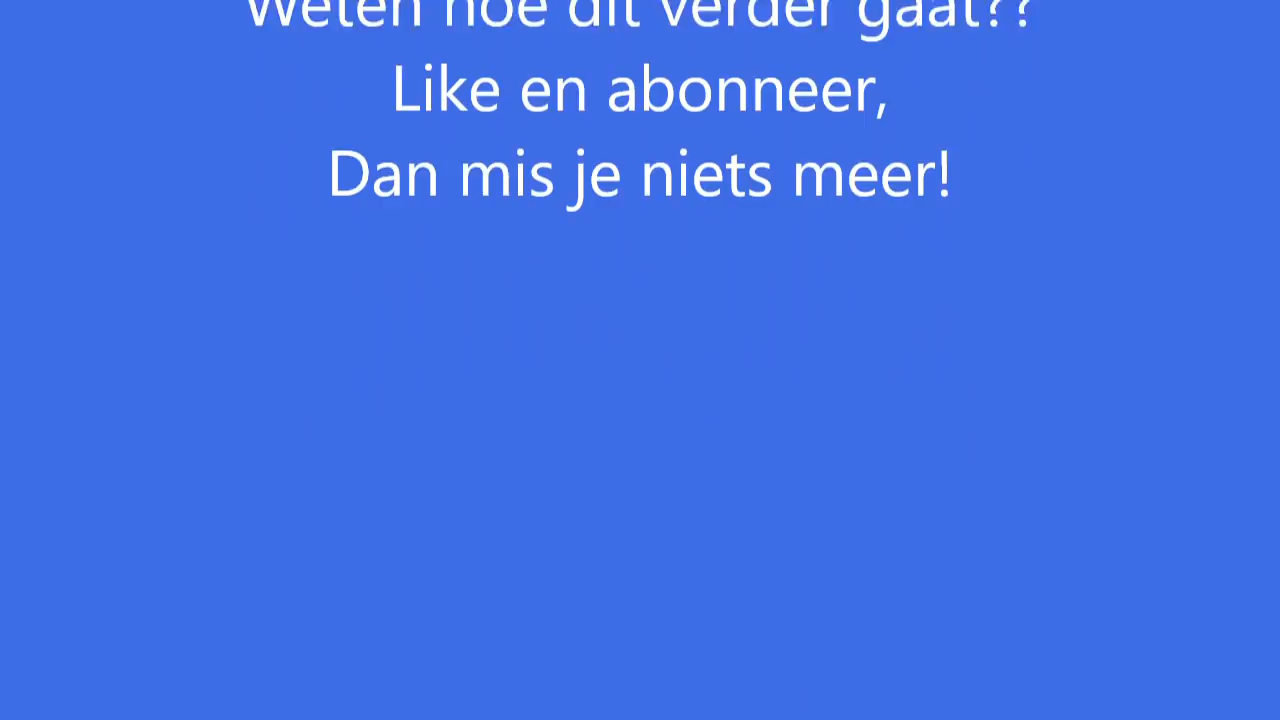 Weten hoe dit verder gaat??
Like en abonneer,
Dan mis je niets meer!